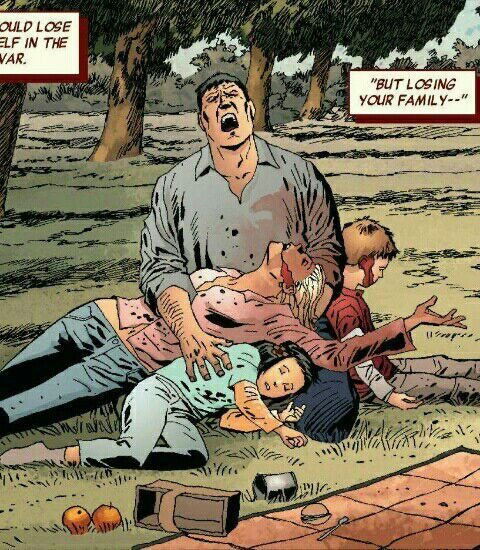 OULD LOSE
ELF IN THE
WAR.
"BUT LOSING
YOUR FAMILY--"